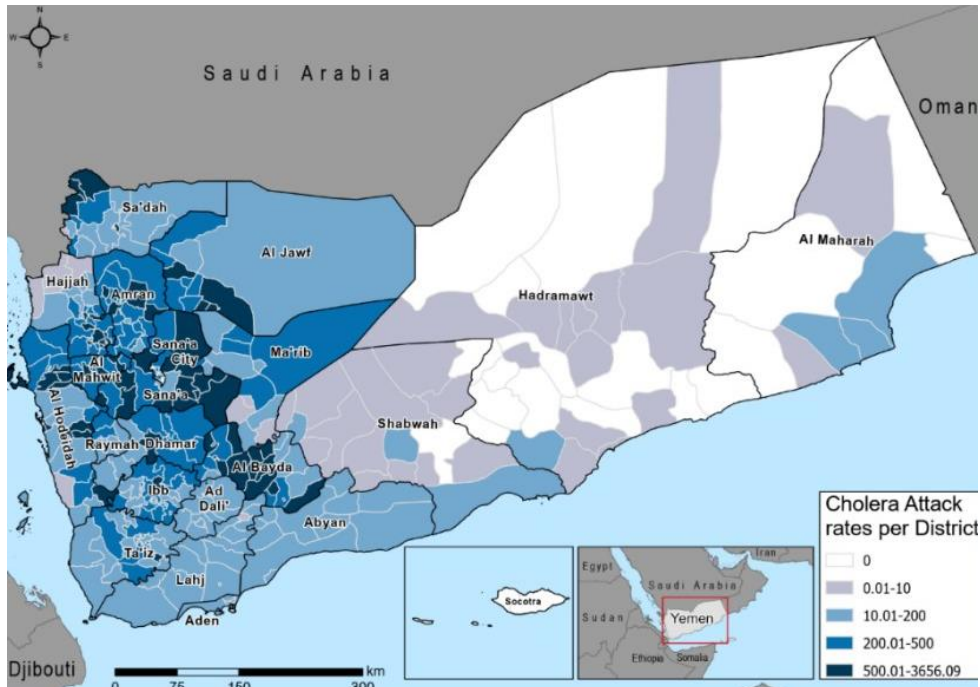 N
W
E
S
Saudi Arabia
Oman
Sa'dah
Al Jawf
Al Maharah
Hajjah
Amran
Hadramawt
Sana'a
City
Ma'rib
Al
Mahwit
Sana'a
Al Hodeidah
Shabwah
Raymah
Dhamar
Al Bayda
Ibb
Ad
Dali'
Abyan
Ta'iz
Lahj
Aden
Djibouti
km
0
75
150
300
Socotra
Egypt
Saudi Arabia
Iran
Sudan
Yemen
Ethiopia
Somalia
Cholera Attack
rates per District
0
0.01-10
10.01-200
200.01-500
500.01-3656.09